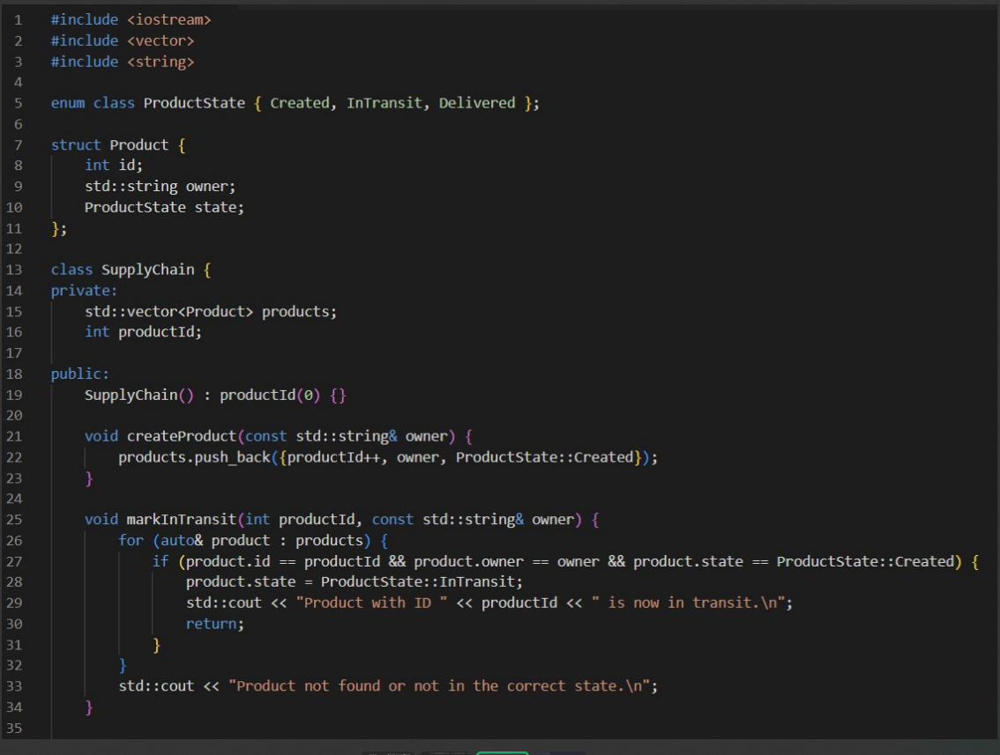 1 #include <iostream>
2 #include <vector>
3 #include <string>
4
5 enum class ProductState { Created, InTransit, Delivered };
6
7 struct Product {
8     int id;
9     std::string owner;
10     ProductState state;
11 };
12
13 class SupplyChain {
14 private:
15     std::vector<Product> products;
16     int productId;
17
18 public:
19     SupplyChain() : productId(0) {}
20
21     void createProduct(const std::string& owner) {
22         products.push_back({productId++, owner, ProductState::Created});
23     }
24
25     void markInTransit(int productId, const std::string& owner) {
26         for (auto& product : products) {
27             if (product.id == productId && product.owner == owner && product.state == ProductState::Created) {
28                 product.state = ProductState::InTransit;
29                 std::cout << "Product with ID " << productId << " is now in transit.\n";
30                 return;
31             }
32         }
33         std::cout << "Product not found or not in the correct state.\n";
34     }
35